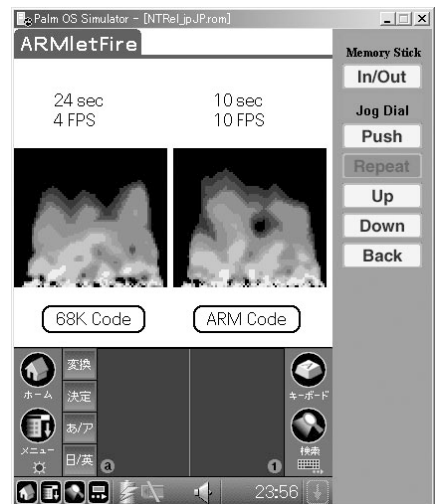 Palm OS Simulator - [NTRel_jpJP.rom]
ARMletFire
24 sec
4 FPS
10 sec
10 FPS
68K Code
ARM Code
Memory Stick
In/Out
Jog Dial
Push
Repeat
Up
Down
Back
変換
ホーム
決定
キーボード
あ/ア
メニュー
日/英
a
1
検索
23:56